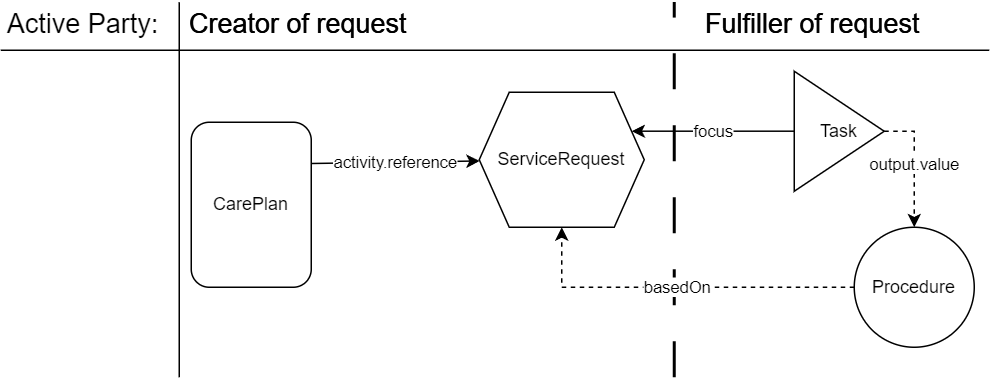 Active Party:
Creator of request
Fulfiller of request
focus
Task
activity.reference
ServiceRequest
output.value
CarePlan
basedOn
Procedure